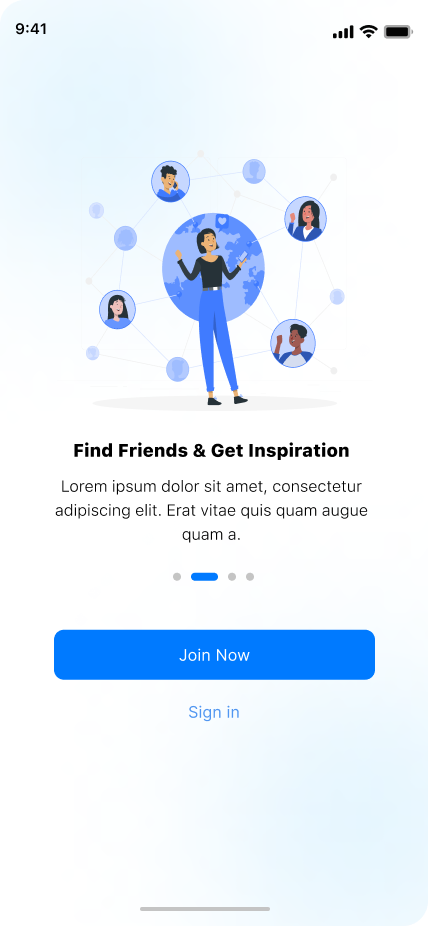 9:41
Find Friends & Get Inspiration
Lorem ipsum dolor sit amet, consectetur
adipiscing elit. Erat vitae quis quam augue
quam a.
Join Now
Sign in